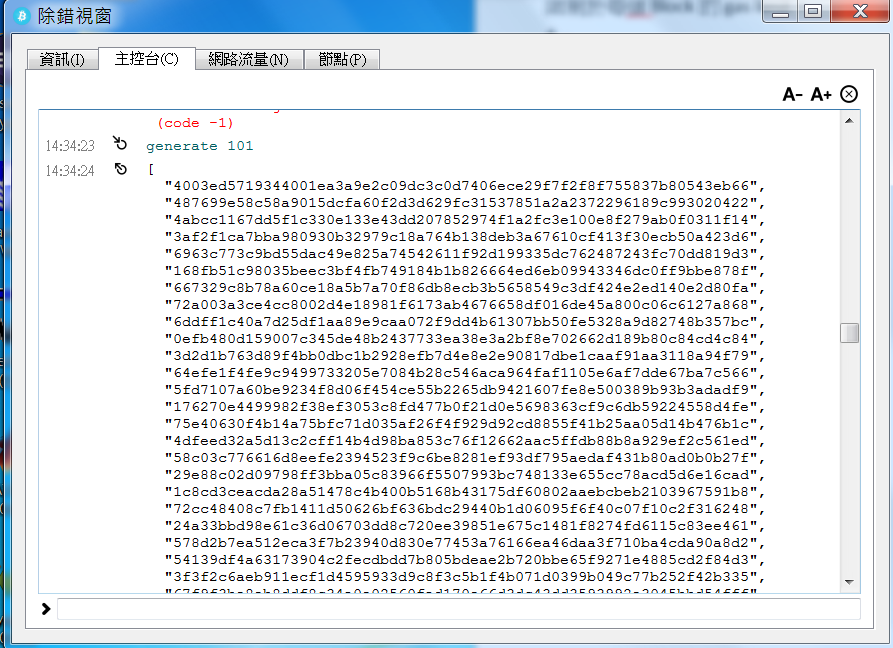 除錯視窗
資訊(I) 主控台(C) 網路流量(N) 節點(P)
A- A+
(code -1)
14:34:23 generate 101
14:34:24 [
"4003ed5719344001ea3a9e2c09dc3c0d7406ece29f7f2f8f755837b80543eb66",
"487699e58c58a9015dcfa60f2d3d629fc31537851a2a2372296189c993020422",
"4abcc1167dd5f1c330e133e43dd207852974f1a2fc3e100e8f279ab0f0311f14",
"3af2f1ca7bba980930b32979c18a764b138deb3a67610cf413f30ecb50a423d6",
"6963c773c9bd55dac49e825a74542611f92d199335dc762487243fc70dd819d3",
"168fb51c98035beec3bf4fb749184b1b826664ed6eb09943346dc0ff9bbe878f",
"667329c8b78a60ce18a5b7a70f86db8ecb3b5658549c3df424e2ed140e2d80fa",
"72a003a3ce4cc8002d4e18981f6173ab4676658df016de45a800c06c6127a868",
"6ddff1c40a7d25df1aa89e9caa072f9dd4b61307bb50fe5328a9d82748b357bc",
"0efb480d159007c345de48b2437733ea38e3a2bf8e702662d189b80c84cd4c84",
"3d2d1b763d89f4bb0dbc1b2928efb7d4e8e2e90817dbe1caaf91aa3118a94f79",
"64efe1f4fe9c9499733205e7084b28c546aca964faf1105e6af7dde67ba7c566",
"5fd7107a60be9234f8d06f454ce55b2265db9421607fe8e500389b93b3adadf9",
"176270e4499982f38ef3053c8fd477b0f21d0e5698363cf9c6db59224558d4fe",
"75e40630f4b14a75bfc71d035af26f4f929d92cd8855f41b25aa05d14b476b1c",
"4dfeed32a5d13c2cff14b4d98ba853c76f12662aac5ffdb88b8a929ef2c561ed",
"58c03c776616d8eefe2394523f9c6be8281ef93df795aedaf431b80ad0b0b27f",
"29e88c02d09798ff3bba05c83966f5507993bc748133e655cc78acd5d6e16cad",
"1c8cd3ceacda28a51478c4b400b5168b43175df60802aaebcbeb2103967591b8",
"72cc48408c7fb1411d50626bf636bdc29440b1d06095f6f40c07f10c2f316248",
"24a33bbd98e61c36d06703dd8c720ee39851e675c1481f8274fd6115c83ee461",
"578d2b7ea512eca3f7b23940d830e77453a76166ea46daa3f710ba4cda90a8d2",
"54139df4a63173904c2fecdbdd7b805bdeae2b720bbe65f9271e4885cd2f84d3",
"3f3f2c6aeb911ecf1d4595933d9c8f3c5b1f4b071d0399b049c77b252f42b335",